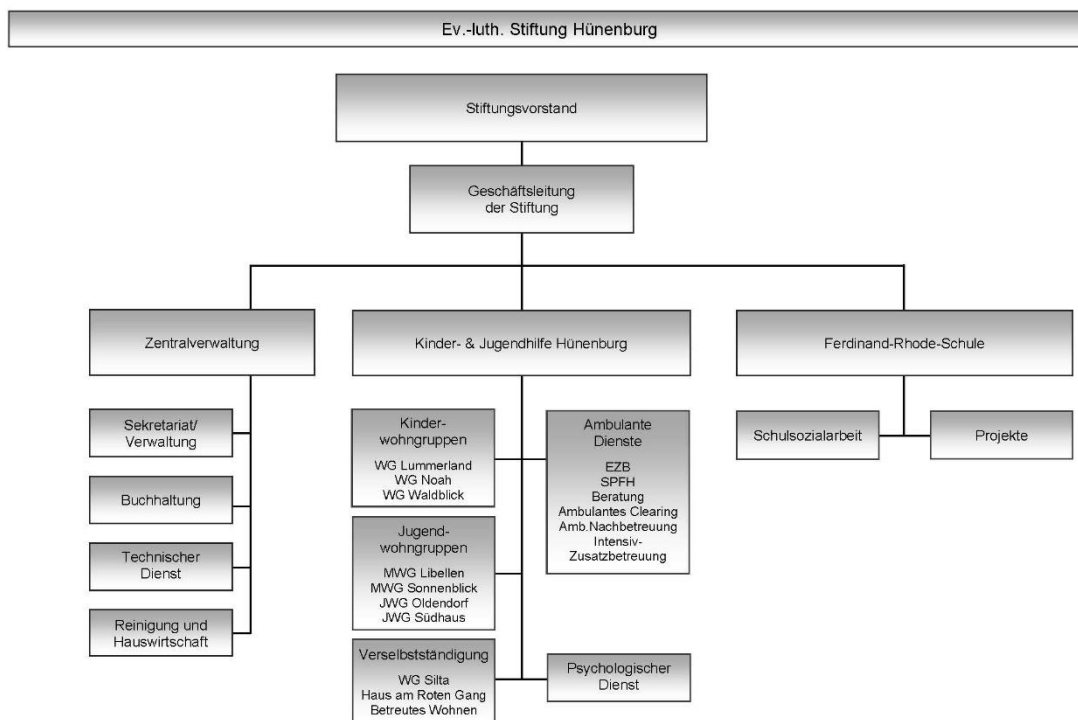 Ev.-luth. Stiftung Hünenburg
Stiftungsvorstand
Geschäftsleitung
der Stiftung
Zentralverwaltung
Sekretariat/
Verwaltung
Buchhaltung
Technischer
Dienst
Reinigung und
Hauswirtschaft
Kinder- & Jugendhilfe Hünenburg
Kinder-
wohngruppen
WG Lummerland
WG Noah
WG Waldblick
Jugend-
wohngruppen
MWG Libellen
MWG Sonnenblick
JWG Oldendorf
JWG Südhaus
Verselbstständigung
WG Silta
Haus am Roten Gang
Betreutes Wohnen
Ambulante
Dienste
EZB
SPFH
Beratung
Ambulantes Clearing
Amb.Nachbetreuung
Intensiv-
Zusatzbetreuung
Psychologischer
Dienst
Ferdinand-Rhode-Schule
Schulsozialarbeit
Projekte